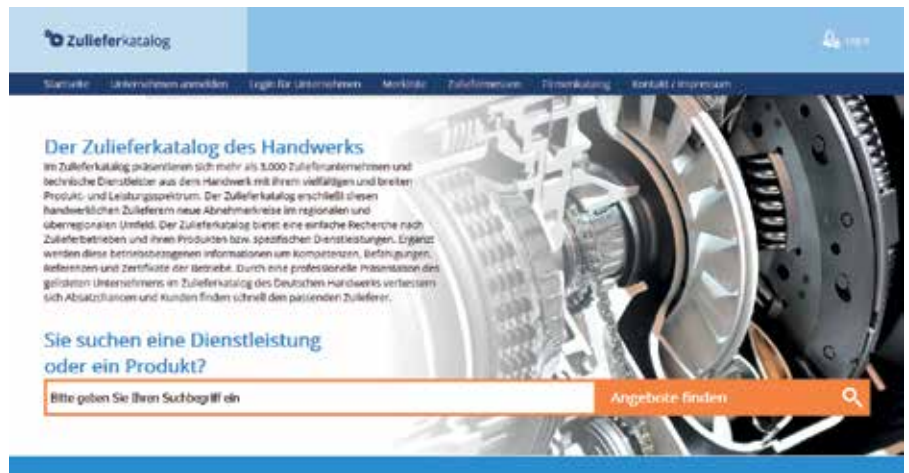 Zulieferkatalog
Login
Startseite Unternehmen anmelden Login für Unternehmen Merkliste Zuliefermessen Firmenkatalog Kontakt / Impressum
Der Zulieferkatalog des Handwerks
Im Zulieferkatalog präsentieren sich mehr als 3.000 Zulieferunternehmen und
technische Dienstleister aus dem Handwerk mit ihrem vielfältigen und breiten
Produkt- und Leistungsspektrum. Der Zulieferkatalog erschließt diesen
handwerklichen Zulieferern neue Abnehmerkreise im regionalen und
überregionalen Umfeld. Der Zulieferkatalog bietet eine einfache Recherche nach
Zulieferbetrieben und ihren Produkten bzw. spezifischen Dienstleistungen. Ergänzt
werden diese betriebsbezogenen Informationen um Kompetenzen, Befähigungen,
Referenzen und Zertifikate der Betriebe. Durch eine professionelle Präsentation des
gelisteten Unternehmens im Zulieferkatalog des Deutschen Handwerks verbessern
sich Absatzchancen und Kunden finden schnell den passenden Zulieferer.
Sie suchen eine Dienstleistung
oder ein Produkt?
Bitte geben Sie Ihren Suchbegriff ein
Angebote finden